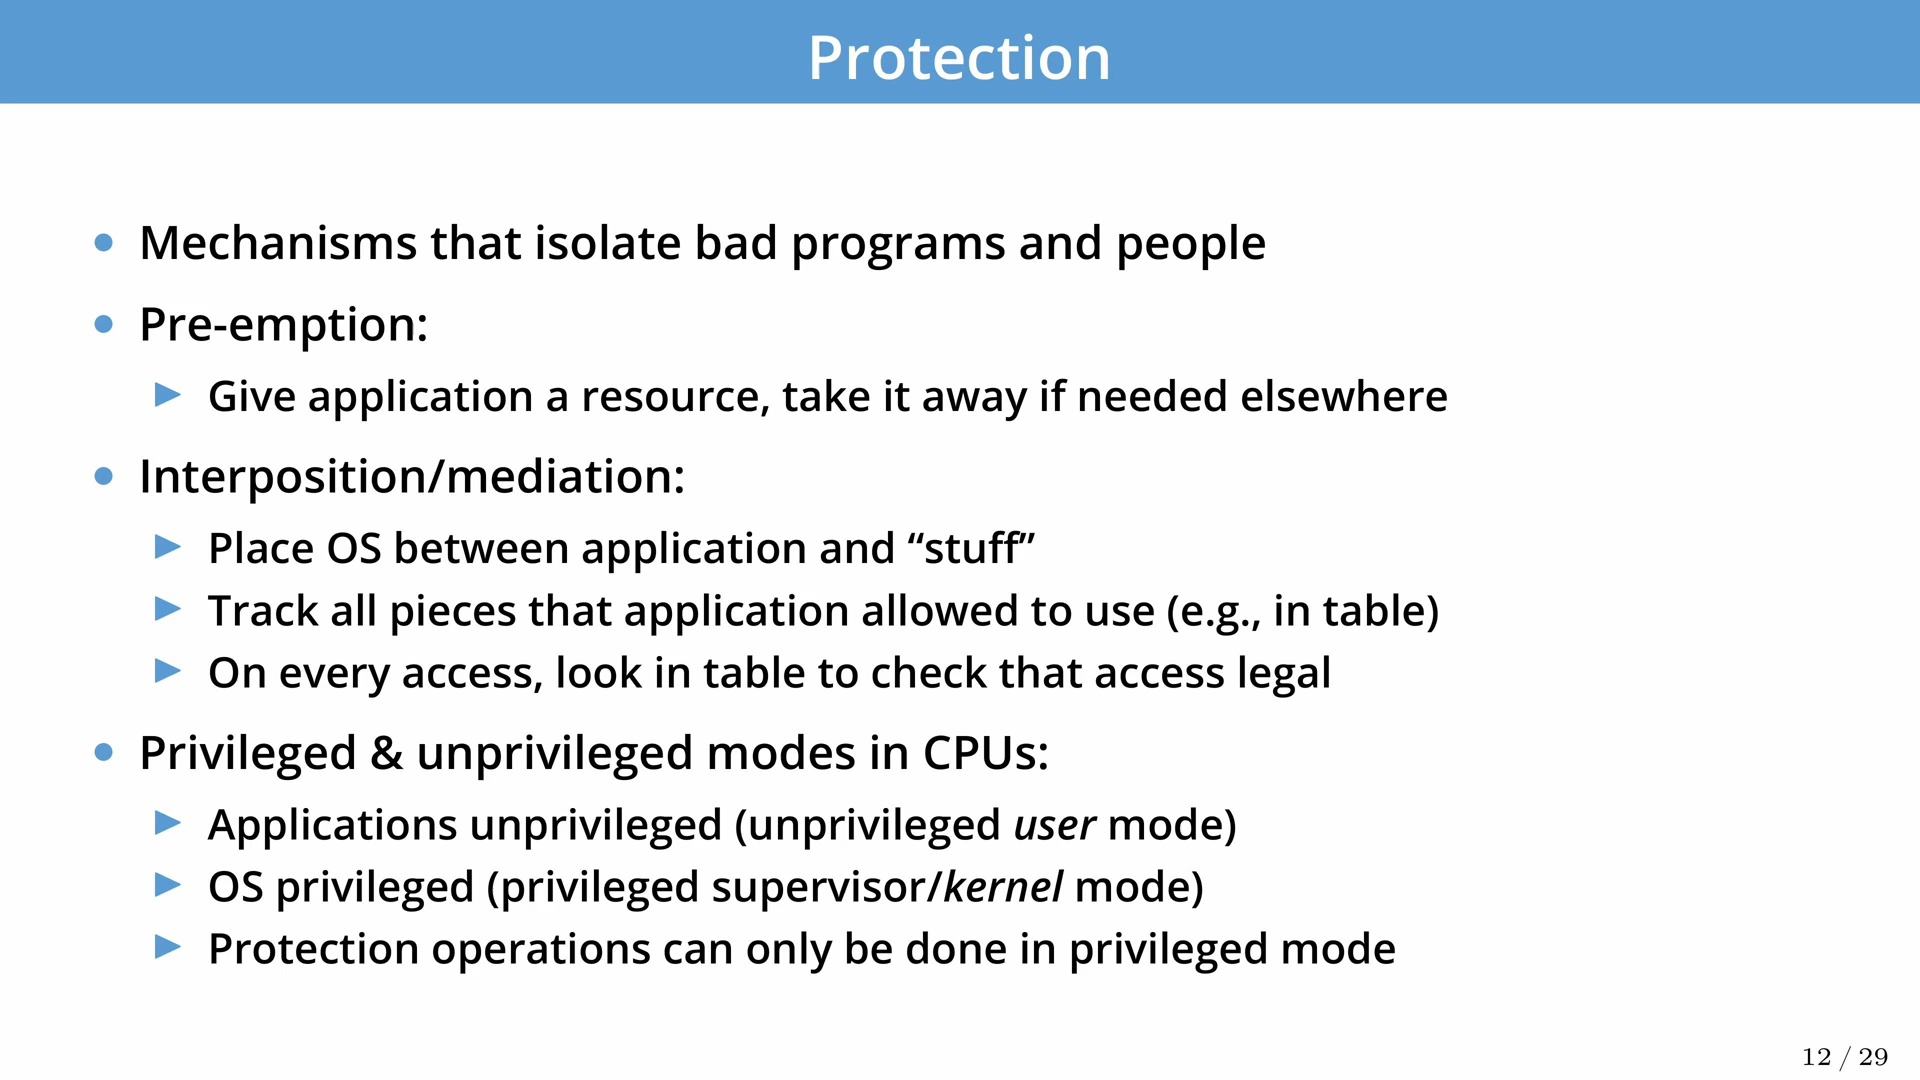 Protection
• Mechanisms that isolate bad programs and people
• Pre-emption:
▶ Give application a resource, take it away if needed elsewhere
• Interposition/mediation:
▶ Place OS between application and “stuff”
▶ Track all pieces that application allowed to use (e.g., in table)
▶ On every access, look in table to check that access legal
• Privileged & unprivileged modes in CPUs:
▶ Applications unprivileged (unprivileged user mode)
▶ OS privileged (privileged supervisor/kernel mode)
▶ Protection operations can only be done in privileged mode
12 / 29